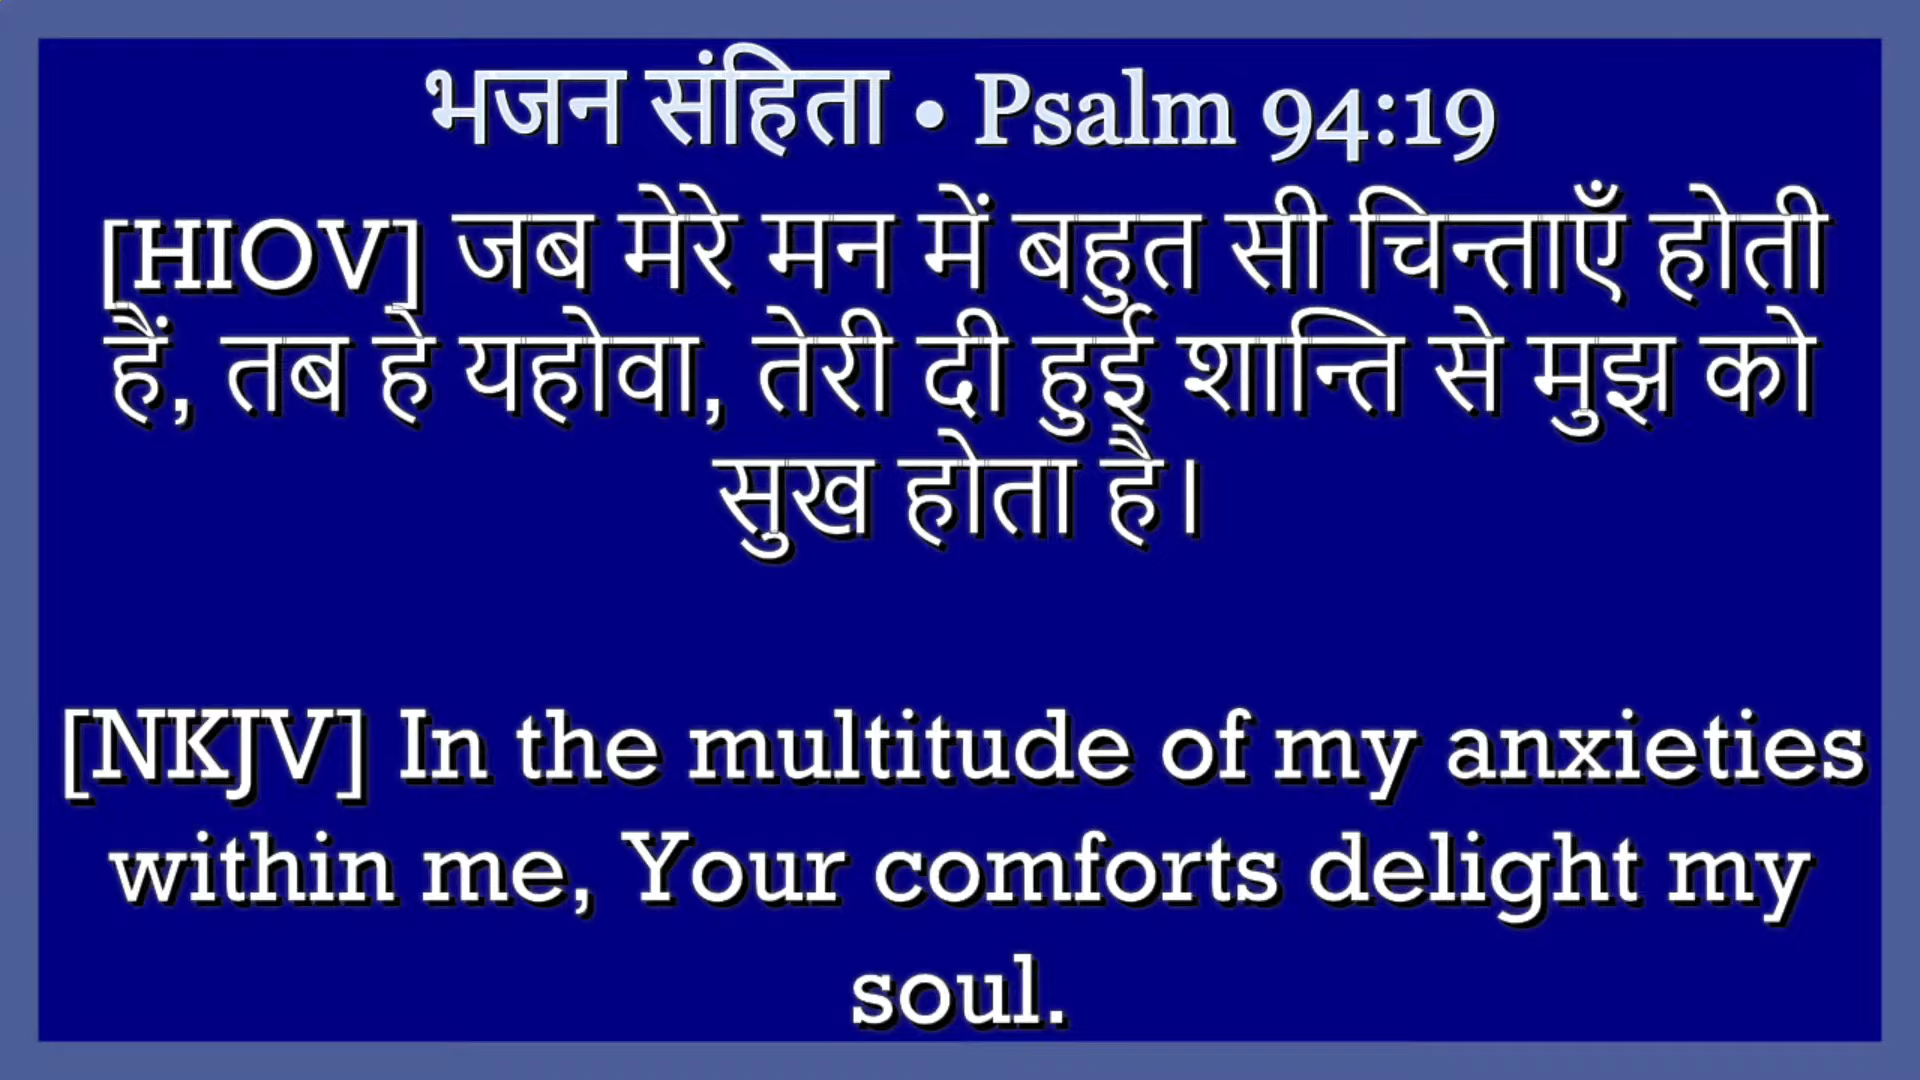 भजन संहिता • Psalm 94:19
[HIOV] जब मेरे मन में बहुत सी चिन्ताएँ होती
हैं, तब हे यहोवा, तेरी दी हुई शान्ति से मुझ को
सुख होता है।
[NKJV] In the multitude of my anxieties
within me, Your comforts delight my
soul.